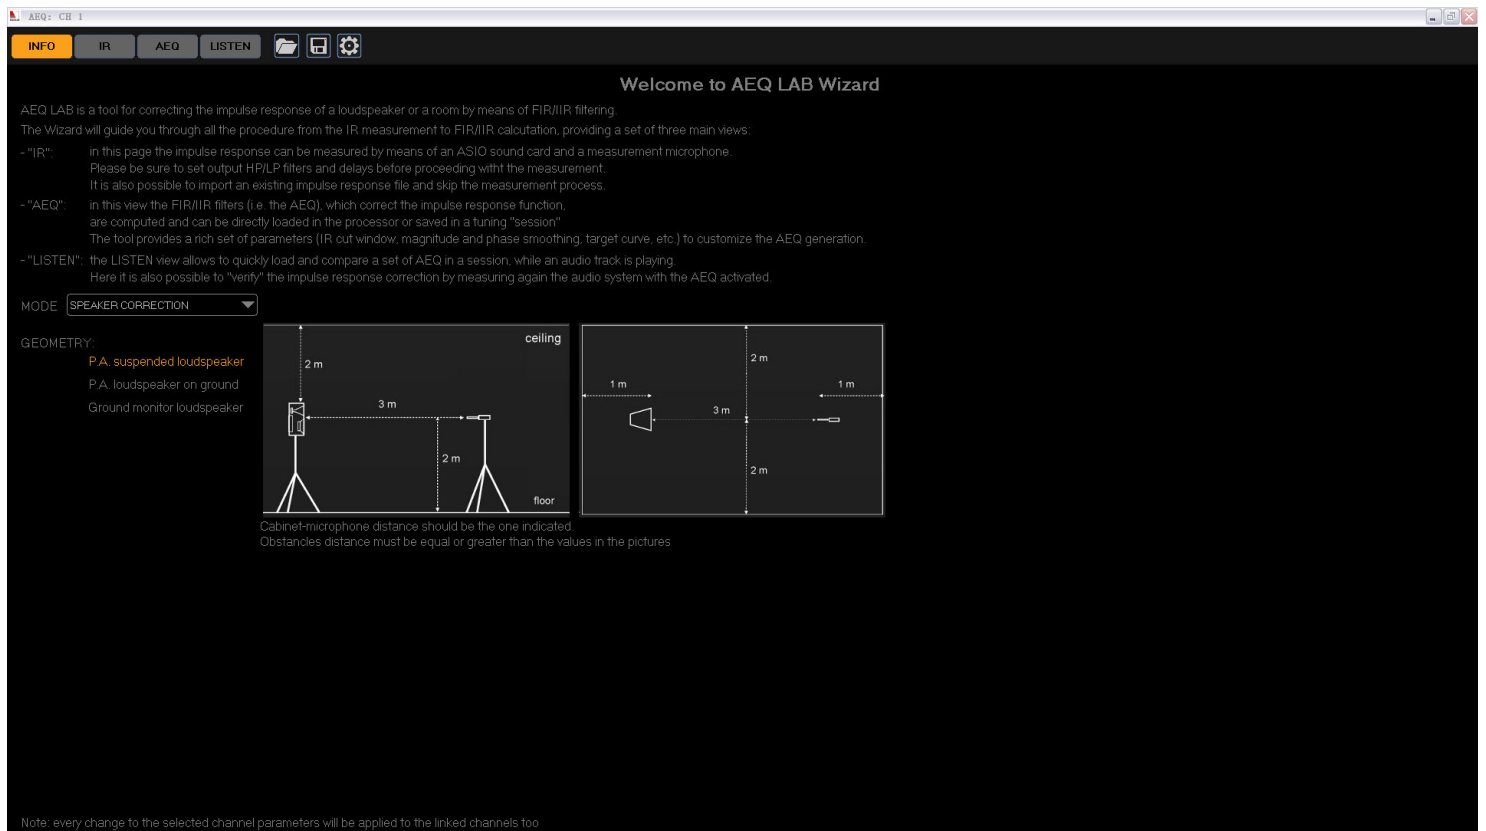 AEQ: CH 1
INFO IR AEQ LISTEN
Welcome to AEQ LAB Wizard
AEQ LAB is a tool for correcting the impulse response of a loudspeaker or a room by means of FIR/IIR filtering.
The Wizard will guide you through all the procedure from the IR measurement to FIR/IIR calcutation, providing a set of three main views:
- "IR": in this page the impulse response can be measured by means of an ASIO sound card and a measurement microphone.
Please be sure to set output HP/LP filters and delays before proceeding witht the measurement.
It is also possible to import an existing impulse response file and skip the measurement process.
- "AEQ": in this view the FIR/IIR filters (i.e. the AEQ), which correct the impulse response function,
are computed and can be directly loaded in the processor or saved in a tuning "session"
The tool provides a rich set of parameters (IR cut window, magnitude and phase smoothing, target curve, etc.) to customize the AEQ generation.
- "LISTEN": the LISTEN view allows to quickly load and compare a set of AEQ in a session, while an audio track is playing.
Here it is also possible to "verify" the impulse response correction by measuring again the audio system with the AEQ activated.
MODE SPEAKER CORRECTION
GEOMETRY:
P.A. suspended loudspeaker
P.A. loudspeaker on ground
Ground monitor loudspeaker
ceiling
2 m
3 m
2 m
floor
2 m
1 m
1 m
3 m
2 m
Cabinet-microphone distance should be the one indicated.
Obstancles distance must be equal or greater than the values in the pictures
Note: every change to the selected channel parameters will be applied to the linked channels too